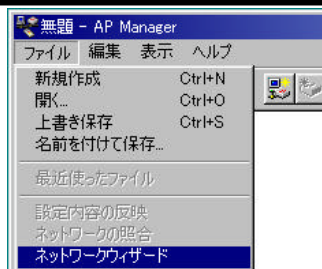 無題 - AP Manager
ファイル 編集 表示 ヘルプ
新規作成 Ctrl+N
開く... Ctrl+O
上書き保存 Ctrl+S
名前を付けて保存...
最近使ったファイル
設定内容の反映
ネットワークの照合
ネットワークウィザード